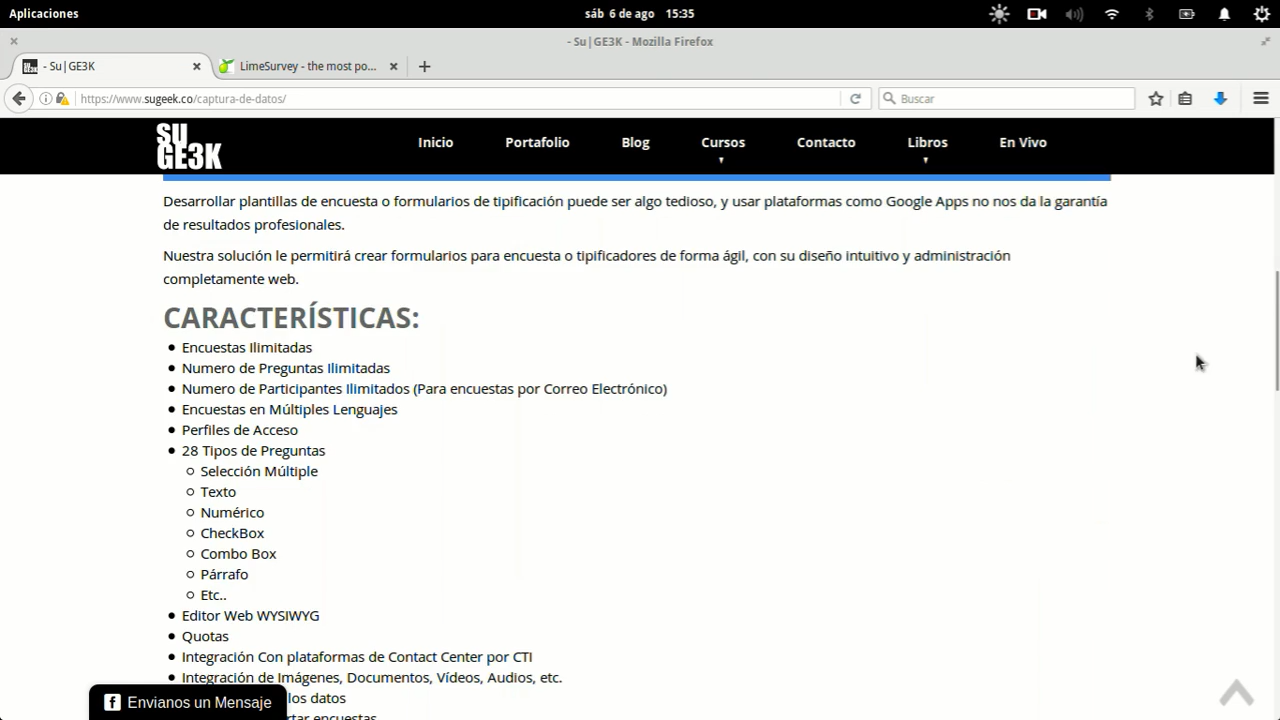 Aplicaciones
sáb 6 de ago 15:35
- Su|GE3K - Mozilla Firefox
- Su|GE3K
LimeSurvey - the most po...
https://www.sugeek.co/captura-de-datos/
Buscar
SU
GE3K
Inicio
Portafolio
Blog
Cursos
Contacto
Libros
En Vivo
Desarrollar plantillas de encuesta o formularios de tipificación puede ser algo tedioso, y usar plataformas como Google Apps no nos da la garantía
de resultados profesionales.
Nuestra solución le permitirá crear formularios para encuesta o tipificadores de forma ágil, con su diseño intuitivo y administración
completamente web.
CARACTERÍSTICAS:
Encuestas Ilimitadas
Numero de Preguntas Ilimitadas
Numero de Participantes Ilimitados (Para encuestas por Correo Electrónico)
Encuestas en Múltiples Lenguajes
Perfiles de Acceso
28 Tipos de Preguntas
Selección Múltiple
Texto
Numérico
CheckBox
Combo Box
Párrafo
Etc..
Editor Web WYSIWYG
Quotas
Integración Con plataformas de Contact Center por CTI
Integración de Imágenes, Documentos, Vídeos, Audios, etc.
los datos
encuestas
Envianos un Mensaje